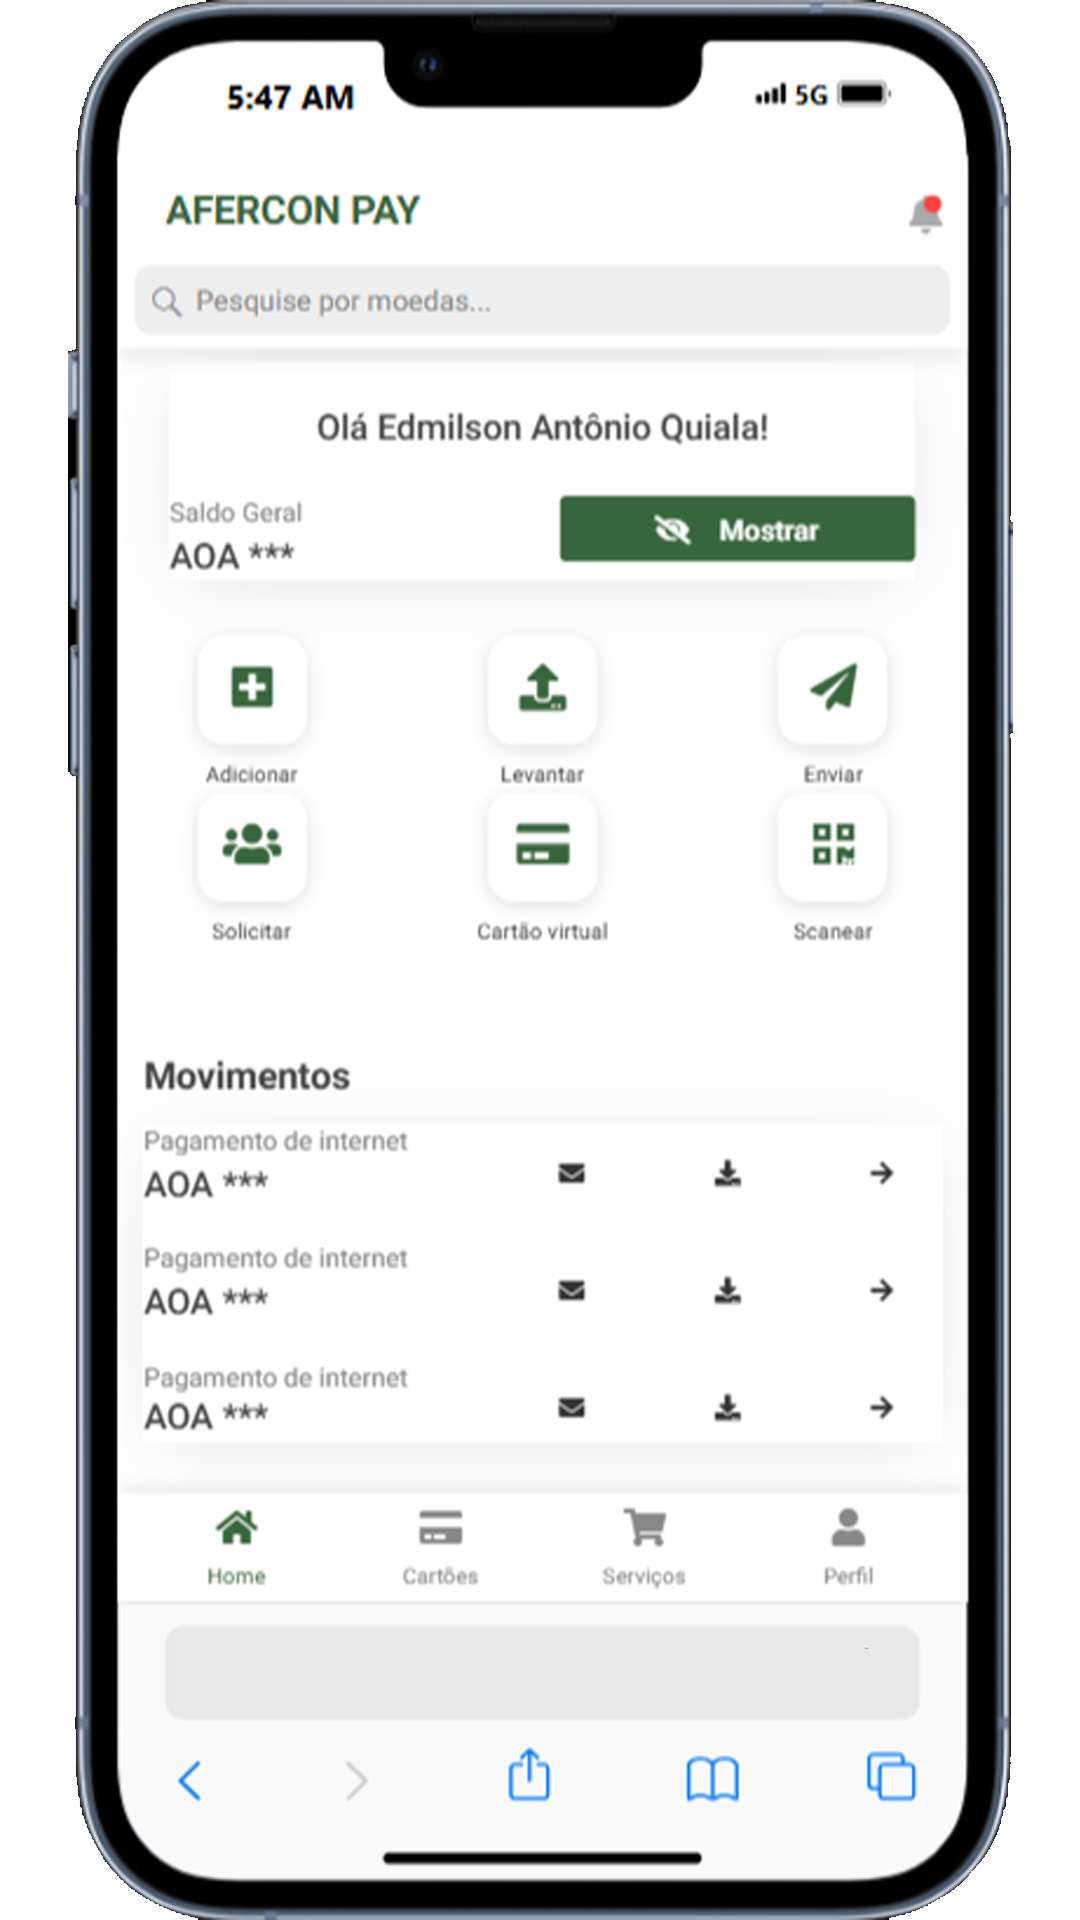 5:47 AM
5G
AFERCON PAY
Pesquise por moedas...
Olá Edmilson Antônio Quiala!
Saldo Geral
AOA ***
Mostrar
Adicionar
Levantar
Enviar
Solicitar
Cartão virtual
Scanear
Movimentos
Pagamento de internet
AOA ***
Pagamento de internet
AOA ***
Pagamento de internet
AOA ***
Home
Cartões
Serviços
Perfil